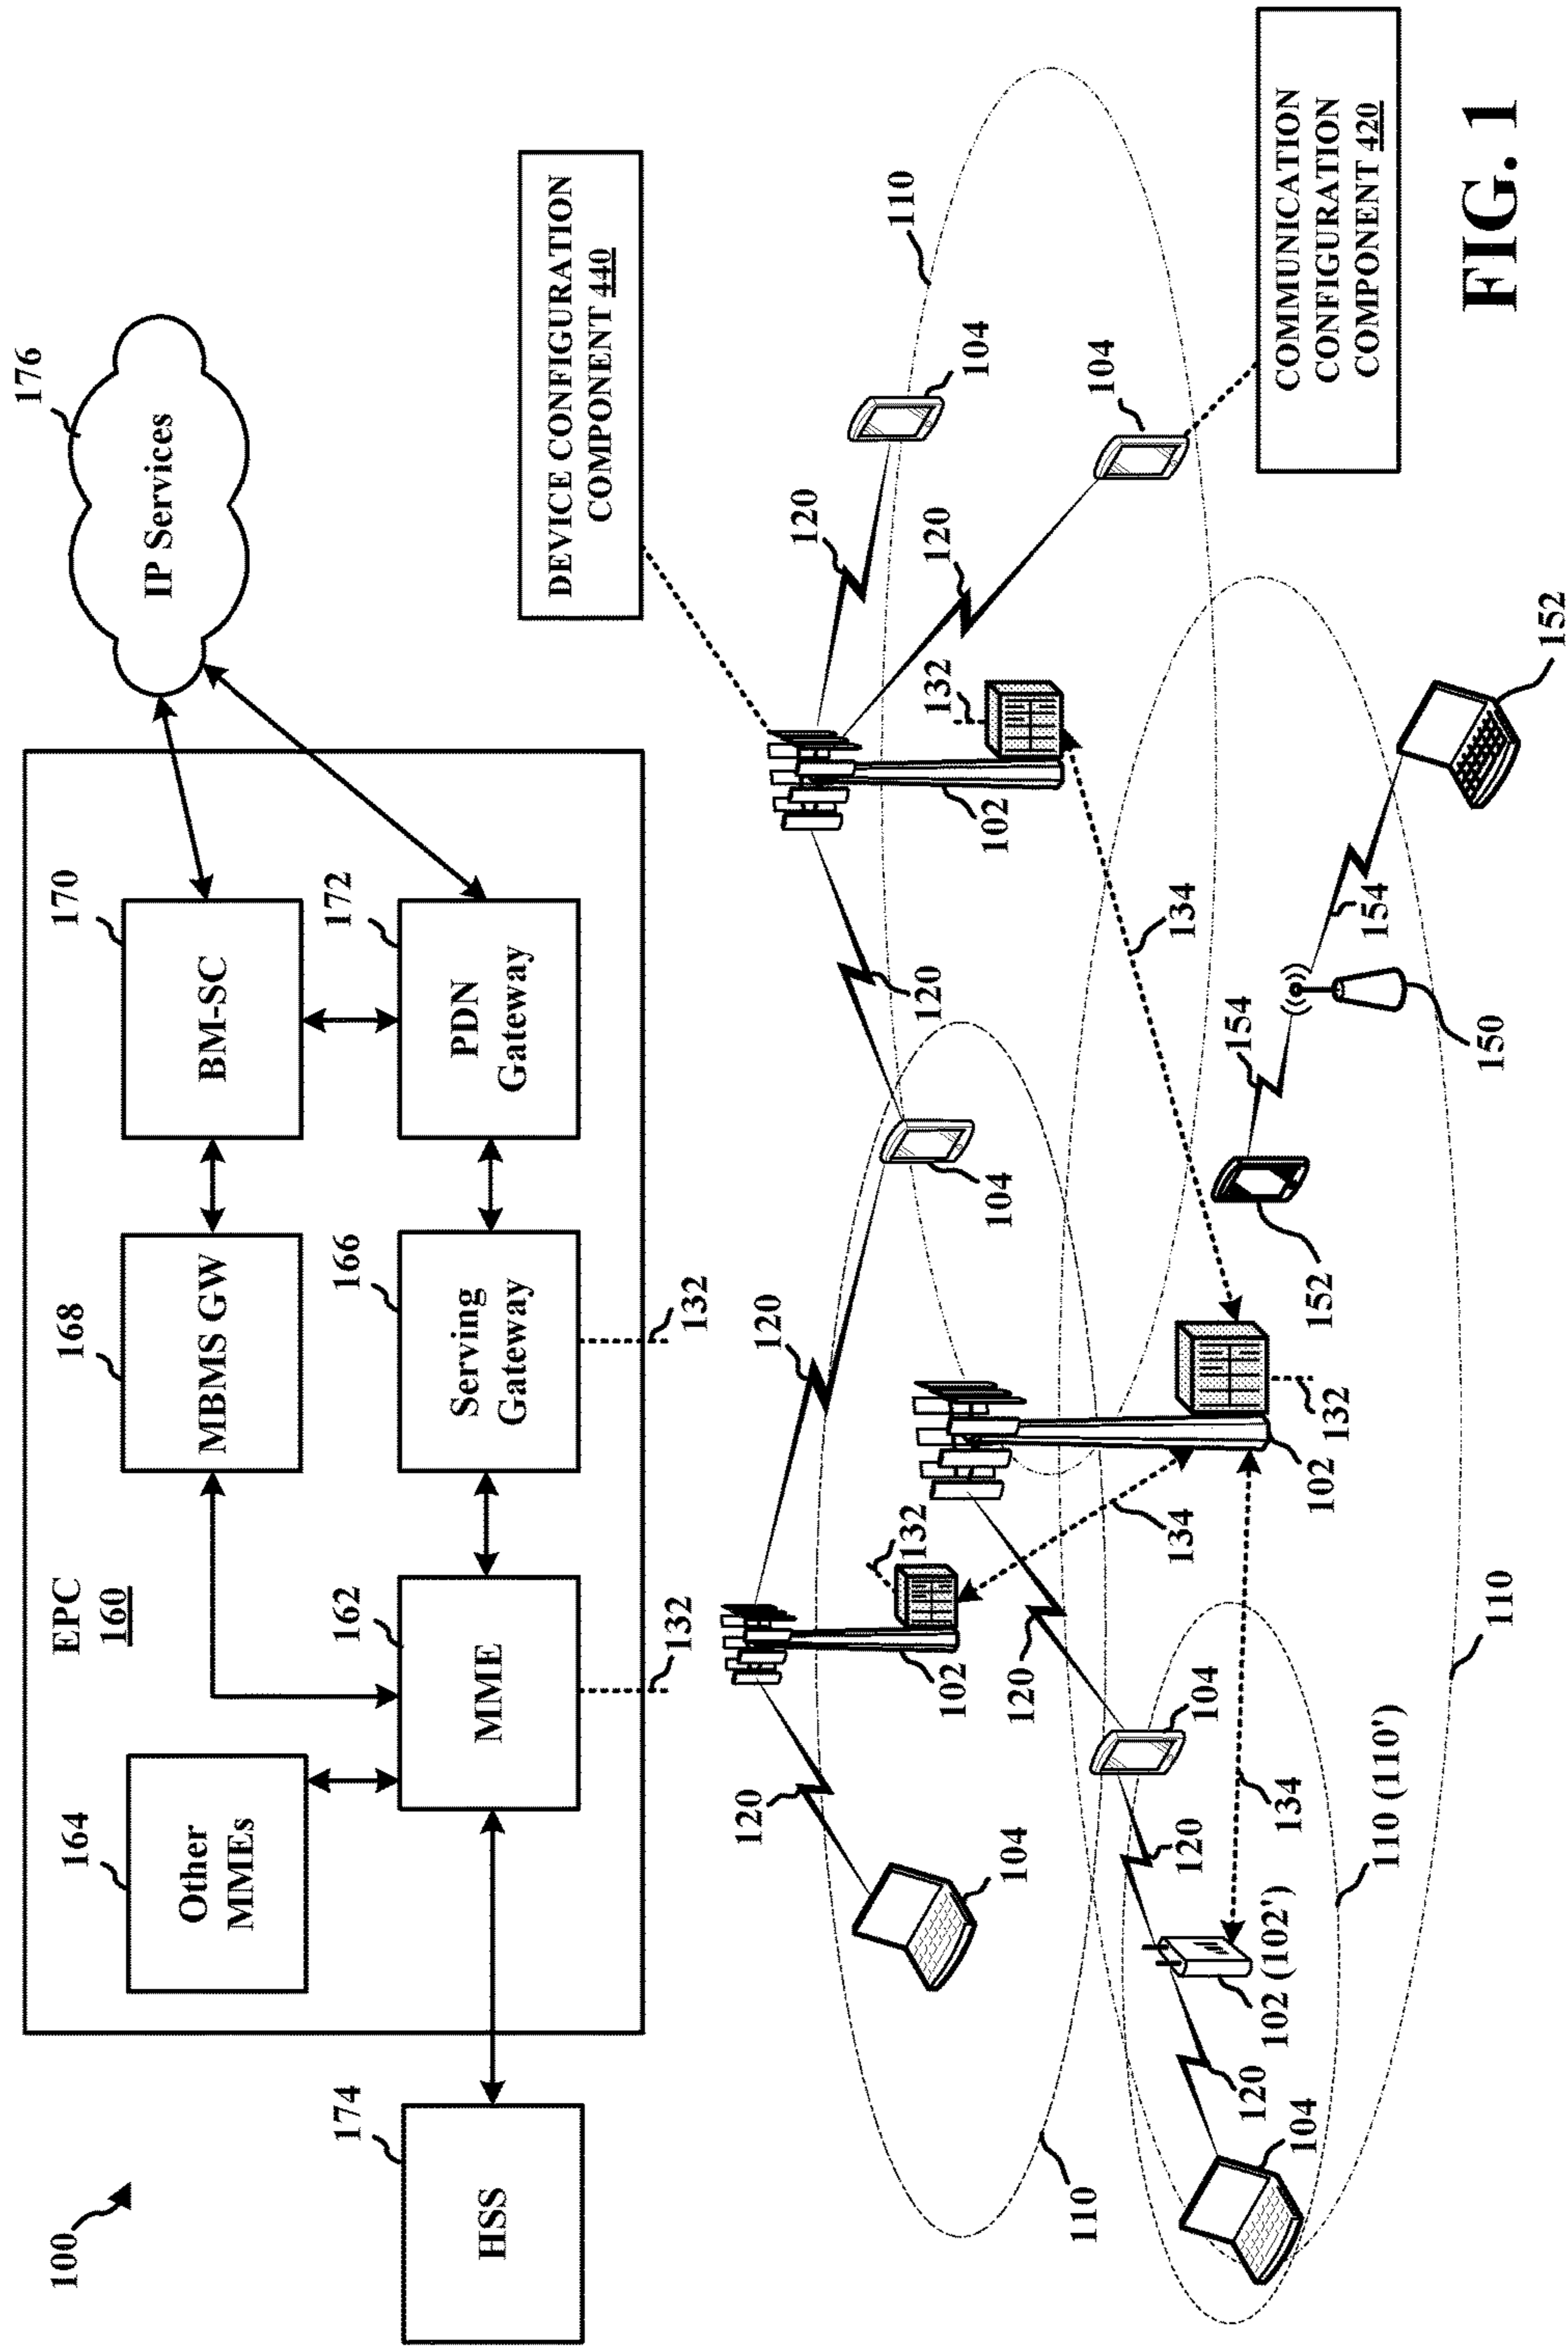 100
EPC
160
164
Other
MMEs
168
MBMS GW
170
BM-SC
176
IP Services
174
HSS
162
MME
166
Serving
Gateway
172
PDN
Gateway
132
132
DEVICE CONFIGURATION
COMPONENT 440
120
104
102
132
120
120
104
120
102
132
120
104
110
120
104
110
104
102 (102')
120
120
104
120
134
102
132
134
134
110 (110')
110
152
154
150
154
152
COMMUNICATION
CONFIGURATION
COMPONENT 420
FIG. 1